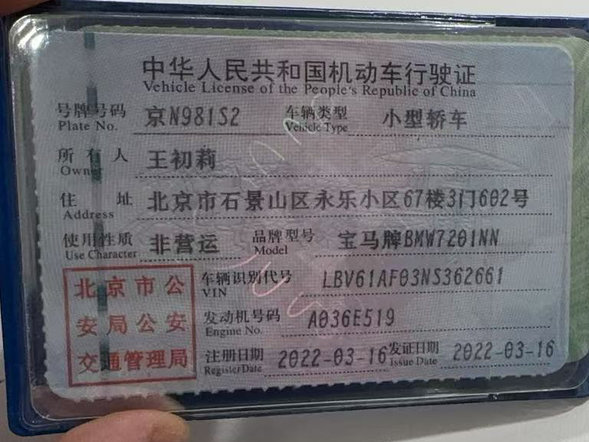 中华人民共和国机动车行驶证
Vehicle License of the People's Republic of China
号牌号码 京N981S2 车辆类型 小型轿车
Plate No. Vehicle Type
所有人 王初莉
Owner
住址 北京市石景山区永乐小区67楼3门602号
Address
使用性质 非营运 品牌型号 宝马牌BMW7201NN
Use Character Model
北京市公安局公安交通管理局
车辆识别代号 LBV61AF03NS362661
VIN
发动机号码 A036E519
Engine No.
注册日期 2022-03-16 发证日期 2022-03-16
Register Date Issue Date